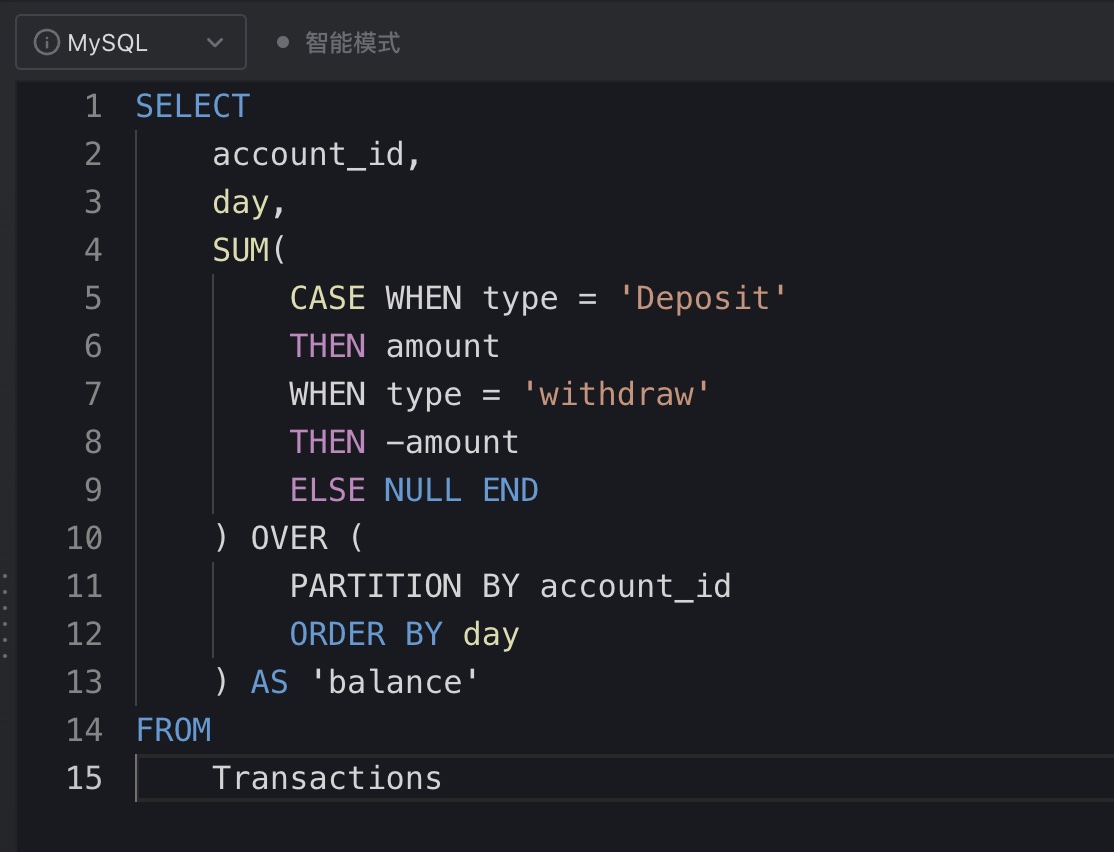 MySQL 智能模式
1 SELECT
2 account_id,
3 day,
4 SUM(
5 CASE WHEN type = 'Deposit'
6 THEN amount
7 WHEN type = 'withdraw'
8 THEN -amount
9 ELSE NULL END
10 ) OVER (
11 PARTITION BY account_id
12 ORDER BY day
13 ) AS 'balance'
14 FROM
15 Transactions